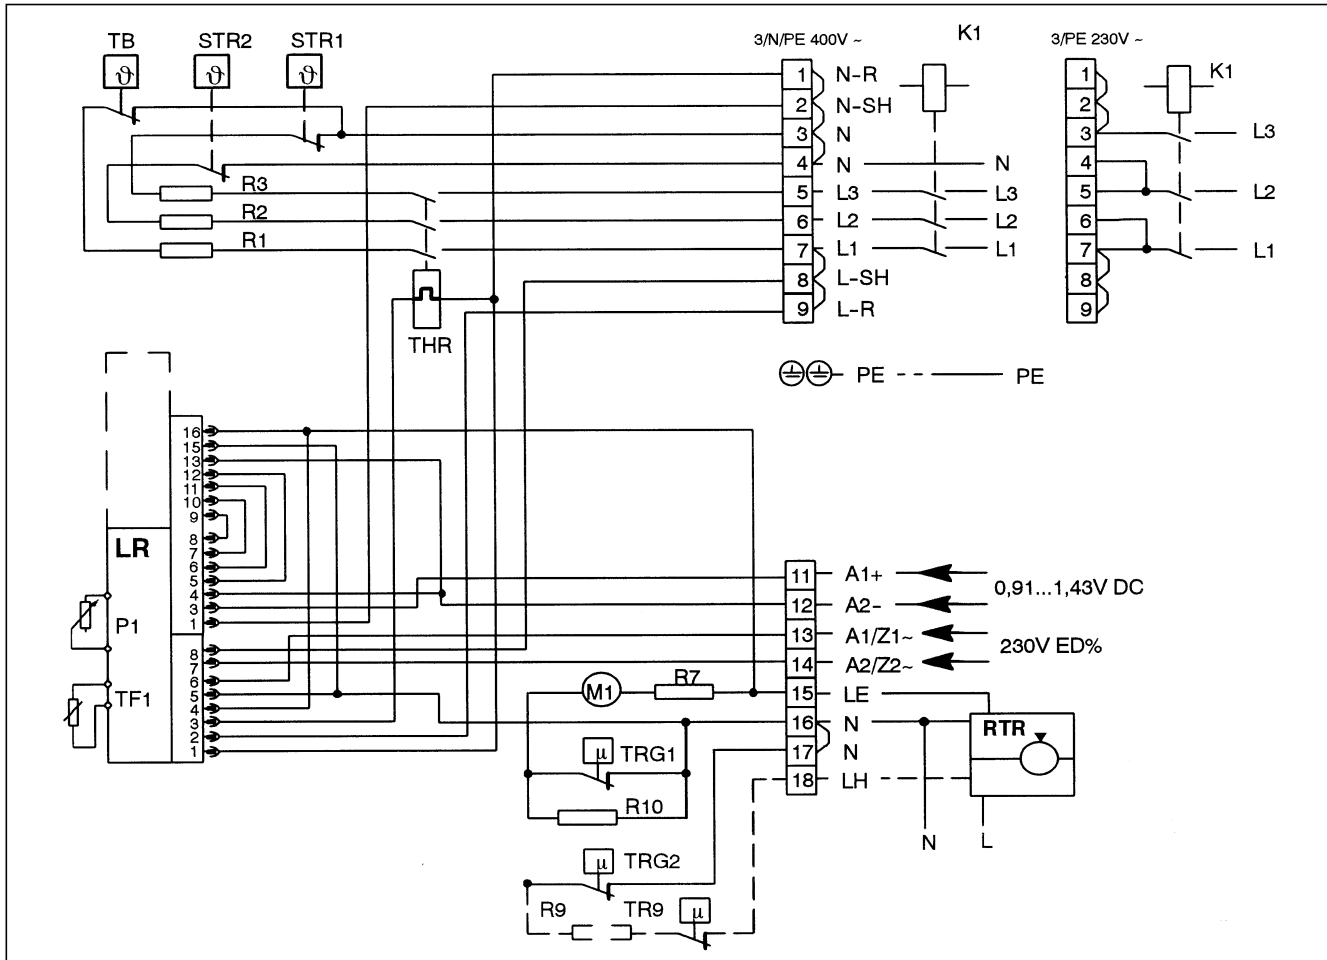 TB STR2 STR1 3/N/PE 400V ~ K1 3/PE 230V ~
ϑ ϑ ϑ K1
1 N-R 1
2 N-SH 2
3 N 3 L3
4 N N 4
R3 5 L3 L3 5 L2
R2 6 L2 L2 6
R1 7 L1 L1 7 L1
8 L-SH 8
9 L-R 9
THR
PE PE
16
15
13
12
11
10
9
8
7
6
5
4
3
1
8
7
6
5
4
3
2
1
LR
P1
TF1
11 A1+
0,91...1,43V DC
12 A2-
13 A1/Z1~
230V ED%
14 A2/Z2~
M1 R7 15 LE
16 N RTR
µ TRG1 17 N
18 LH
R10
N L
µ TRG2
R9 TR9 µ